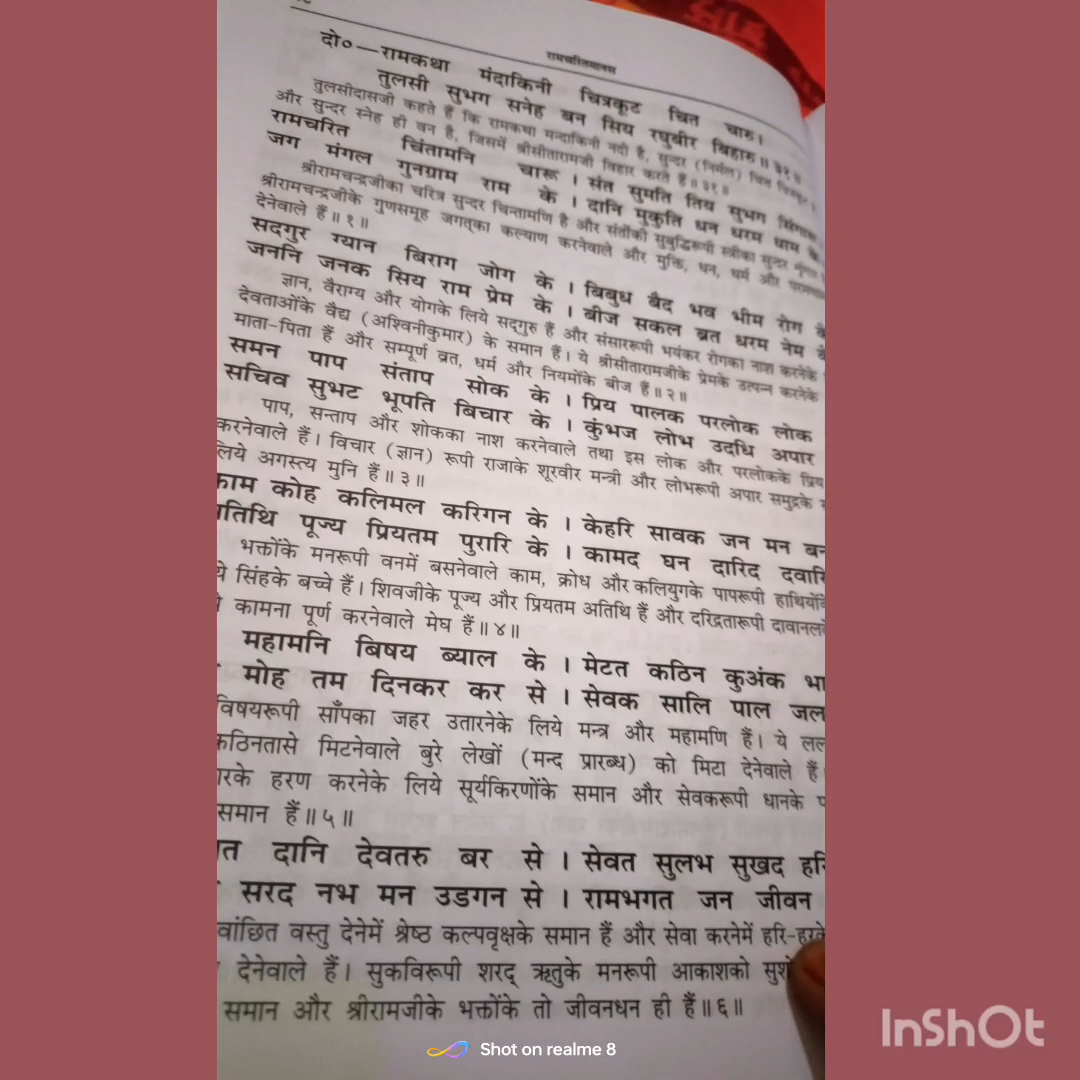 रामचरितमानस
दो०—रामकथा मंदाकिनी चित्रकूट चित चारु।
तुलसी सुभग सनेह बन सिय रघुबीर बिहारु॥३१॥
तुलसीदासजी कहते हैं कि रामकथा मन्दाकिनी नदी है, सुन्दर (निर्मल) चित्त
और सुन्दर स्नेह ही वन है, जिसमें श्रीसीतारामजी विहार करते हैं॥३१॥
रामचरित चिंतामनि चारू। संत सुमति तिय सुभग
जग मंगल गुनग्राम राम के। दानि मुकुति धन धरम धाम के
श्रीरामचन्द्रजीका चरित्र सुन्दर चिन्तामणि है और संतोंकी सुबुद्धिरूपी स्त्रीका सुन्दर
श्रीरामचन्द्रजीके गुणसमूह जगत्का कल्याण करनेवाले और मुक्ति, धन, धर्म और
देनेवाले हैं॥१॥
सदगुर ग्यान बिराग जोग के। बिबुध बैद भव भीम रोग के
जननि जनक सिय राम प्रेम के। बीज सकल ब्रत धरम नेम के
ज्ञान, वैराग्य और योगके लिये सद्गुरु हैं और संसाररूपी भयंकर रोगका नाश करनेके
देवताओंके वैद्य (अश्विनीकुमार) के समान हैं। ये श्रीसीतारामजीके प्रेमके उत्पन्न करनेके
माता-पिता हैं और सम्पूर्ण व्रत, धर्म और नियमोंके बीज हैं॥२॥
समन पाप संताप सोक के। प्रिय पालक परलोक लोक
सचिव सुभट भूपति बिचार के। कुंभज लोभ उदधि अपार
पाप, सन्ताप और शोकका नाश करनेवाले तथा इस लोक और परलोकके प्रिय
करनेवाले हैं। विचार (ज्ञान) रूपी राजाके शूरवीर मन्त्री और लोभरूपी अपार समुद्रके
लिये अगस्त्य मुनि हैं॥३॥
काम कोह कलिमल करिगन के। केहरि सावक जन मन बन
तिथि पूज्य प्रियतम पुरारि के। कामद घन दारिद दवारि
भक्तोंके मनरूपी वनमें बसनेवाले काम, क्रोध और कलियुगके पापरूपी हाथियोंके
सिंहके बच्चे हैं। शिवजीके पूज्य और प्रियतम अतिथि हैं और दरिद्रतारूपी दावानलके
कामना पूर्ण करनेवाले मेघ हैं॥४॥
महामनि बिषय ब्याल के। मेटत कठिन कुअंक भा
मोह तम दिनकर कर से। सेवक सालि पाल जल
विषयरूपी साँपका जहर उतारनेके लिये मन्त्र और महामणि हैं। ये लल
कठिनतासे मिटनेवाले बुरे लेखों (मन्द प्रारब्ध) को मिटा देनेवाले हैं
रके हरण करनेके लिये सूर्यकिरणोंके समान और सेवकरूपी धानके
समान हैं॥५॥
त दानि देवतरु बर से। सेवत सुलभ सुखद हरि
सरद नभ मन उडगन से। रामभगत जन जीवन
वांछित वस्तु देनेमें श्रेष्ठ कल्पवृक्षके समान हैं और सेवा करनेमें हरि-हरके
देनेवाले हैं। सुकविरूपी शरद् ऋतुके मनरूपी आकाशको सुशो
समान और श्रीरामजीके भक्तोंके तो जीवनधन ही हैं॥६॥
InShOt
Shot on realme 8